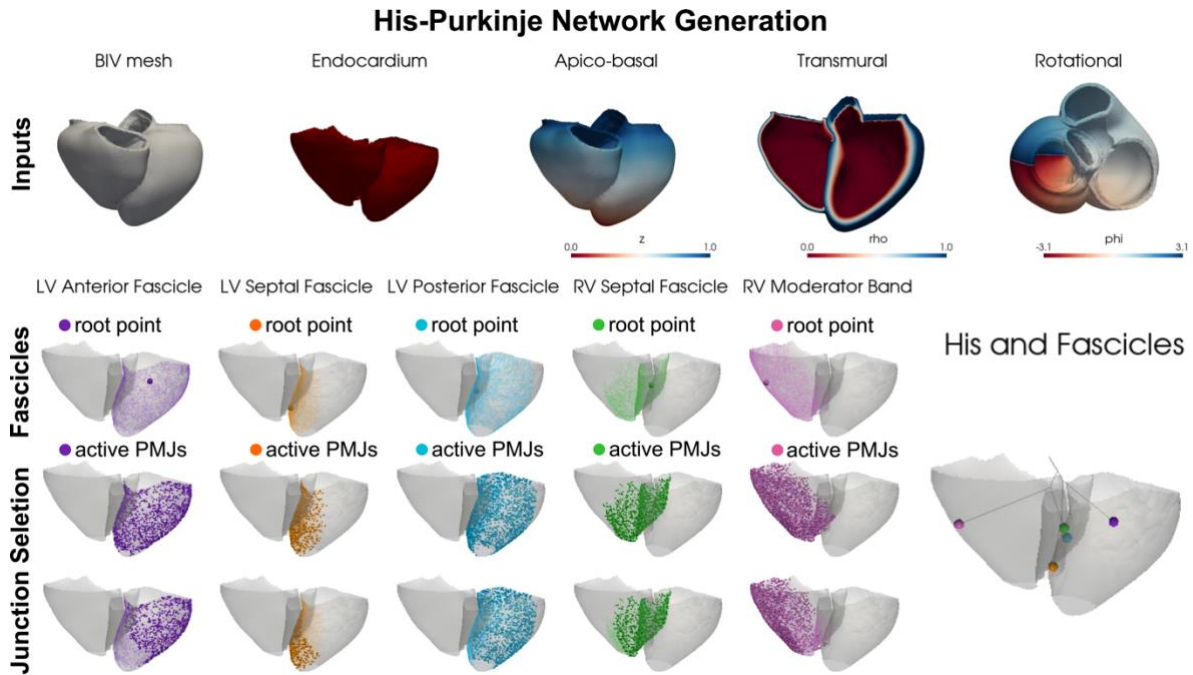 His-Purkinje Network Generation
BIV mesh
Endocardium
Apico-basal
Transmural
Rotational
Inputs
z
0.0
1.0
rho
0.0
1.0
phi
-3.1
3.1
LV Anterior Fascicle
LV Septal Fascicle
LV Posterior Fascicle
RV Septal Fascicle
RV Moderator Band
Fascicles
root point
root point
root point
root point
root point
His and Fascicles
Junction Seletion
active PMJs
active PMJs
active PMJs
active PMJs
active PMJs